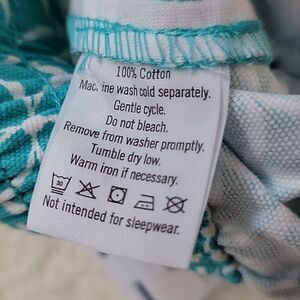 100% Cotton
Machine wash cold separately.
Gentle cycle.
Do not bleach.
Remove from washer promptly.
Tumble dry low.
Warm iron if necessary.
30
Not intended for sleepwear.